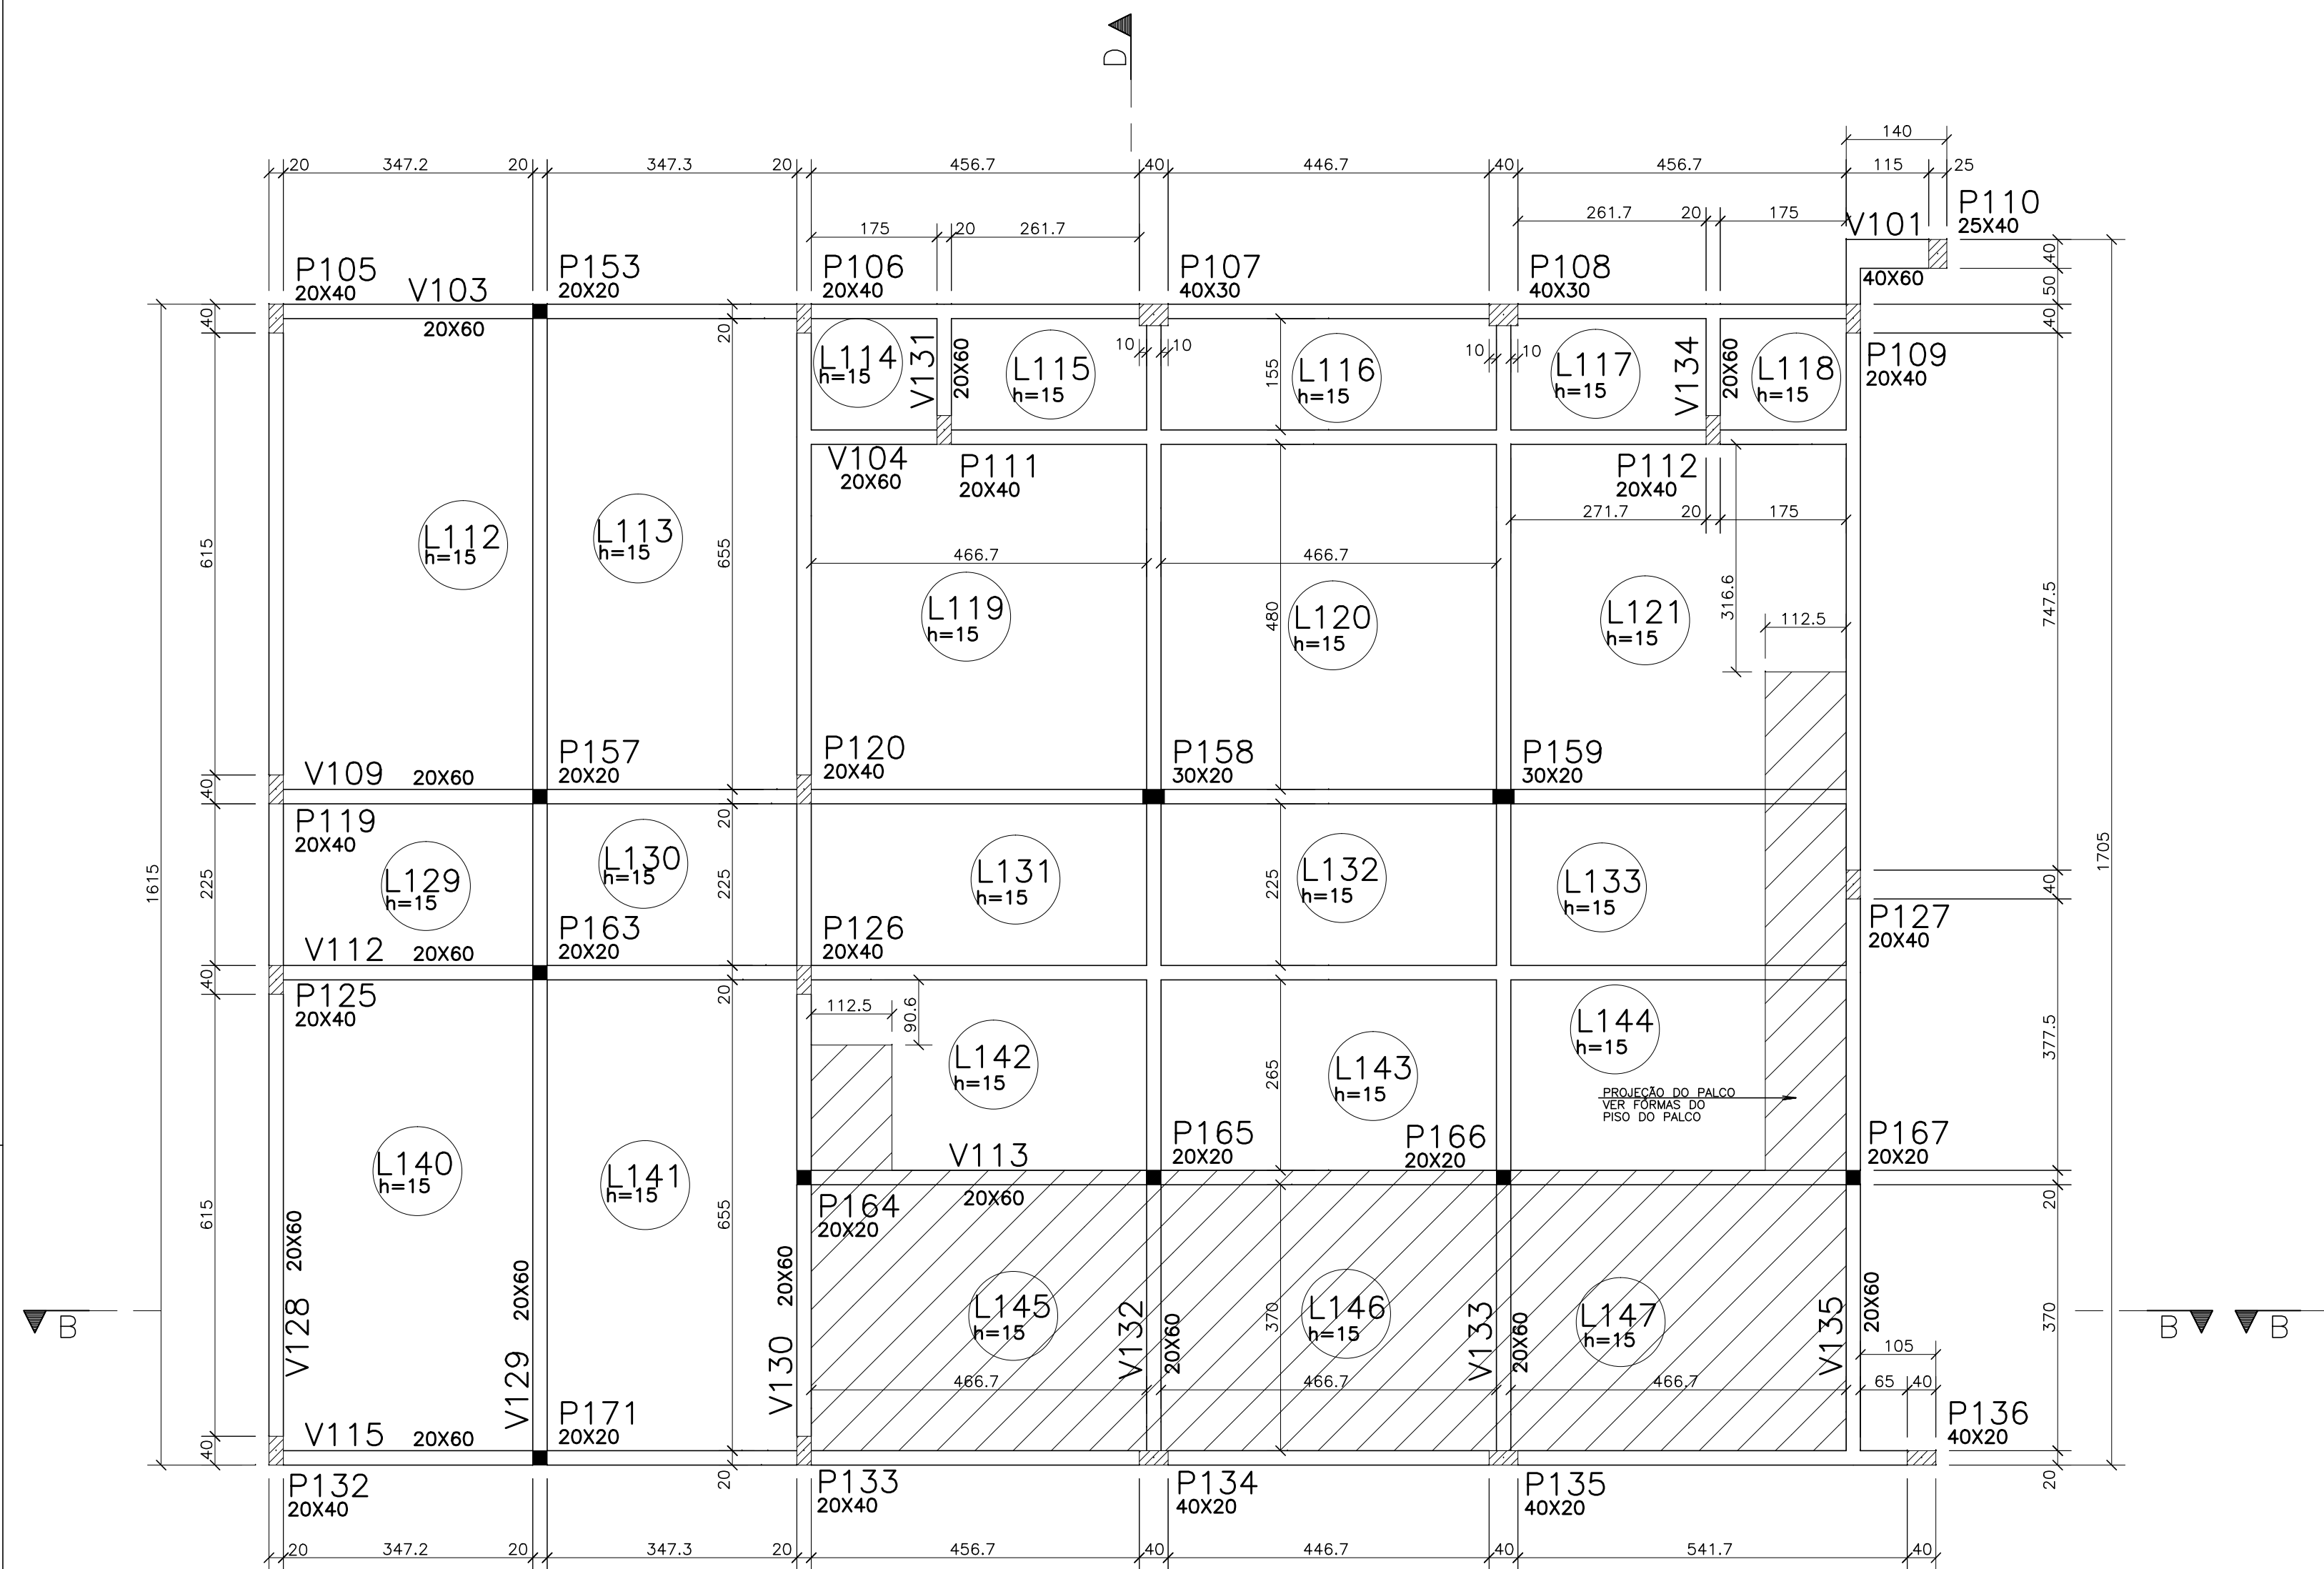 D
140
20 347.2 20 347.3 20 456.7 40 446.7 40 456.7 115 25
261.7 20 175
175 20 261.7
P110
25X40
V101
40X60
P105
20X40
V103
20X60
P153
20X20
P106
20X40
P107
40X30
P108
40X30
40
50
40
40
20
10 10
10 10
L114
h=15
V131
20X60
L115
h=15
155
L116
h=15
L117
h=15
V134
20X60
L118
h=15
P109
20X40
V104
20X60
P111
20X40
P112
20X40
271.7 20 175
L112
h=15
L113
h=15
615
655
466.7
466.7
L119
h=15
480
L120
h=15
L121
h=15
316.6
112.5
747.5
V109 20X60
P157
20X20
P120
20X40
P158
30X20
P159
30X20
40
20
P119
20X40
1615
1705
225
L129
h=15
L130
h=15
225
L131
h=15
225
L132
h=15
L133
h=15
40
P127
20X40
V112 20X60
P163
20X20
P126
20X40
40
20
P125
20X40
112.5
90.6
L142
h=15
265
L143
h=15
L144
h=15
377.5
PROJEÇÃO DO PALCO
VER FÔRMAS DO
PISO DO PALCO
V113
20X60
P165
20X20
P166
20X20
P167
20X20
L140
h=15
L141
h=15
615
655
P164
20X20
20
20X60
V128
20X60
V129
20X60
V130
L145
h=15
V132
20X60
370
L146
h=15
V133
20X60
L147
h=15
V135
20X60
370
B
B
B
105
466.7
466.7
466.7
65 40
V115 20X60
P171
20X20
P136
40X20
40
20
20
P132
20X40
P133
20X40
P134
40X20
P135
40X20
20 347.2 20 347.3 20 456.7 40 446.7 40 541.7 40